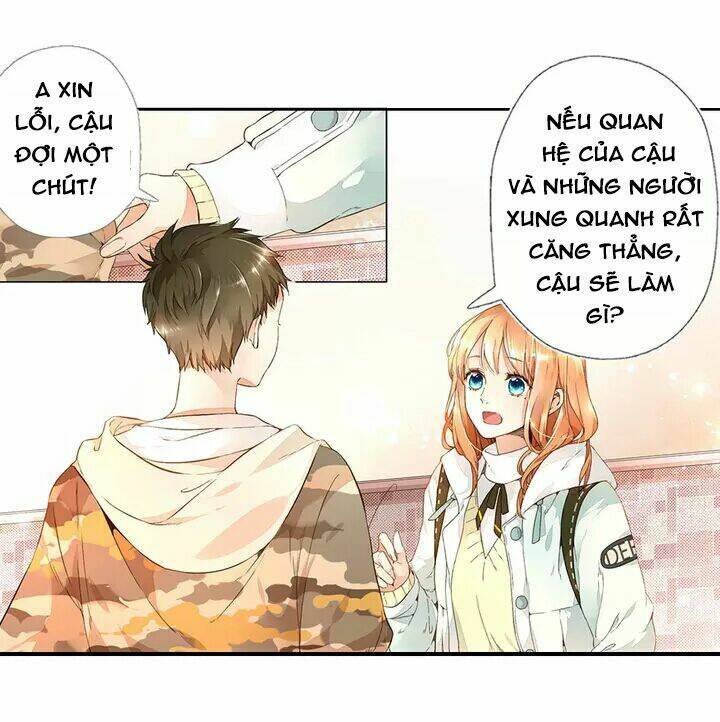 A XIN
LỖI, CẬU
ĐỢI MỘT
CHÚT!
NẾU QUAN
HỆ CỦA CẬU
VÀ NHỮNG NGƯỜI
XUNG QUANH RẤT
CĂNG THẲNG,
CẬU SẼ LÀM
GÌ?
DEE